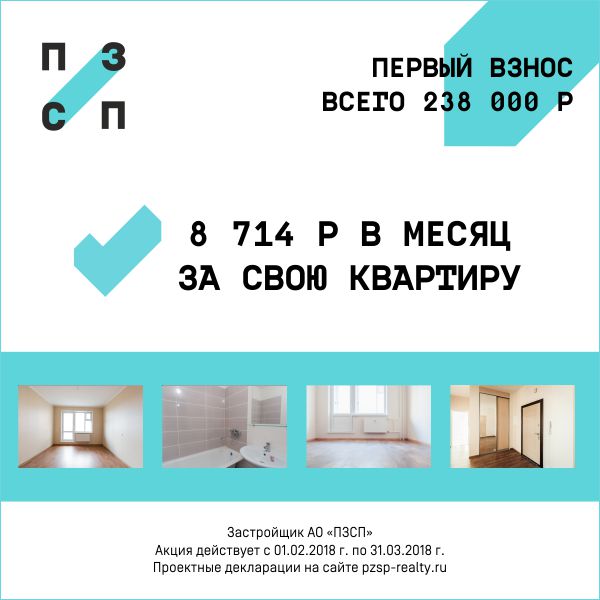 П З
С П
ПЕРВЫЙ ВЗНОС
ВСЕГО 238 000 Р
8 714 Р В МЕСЯЦ
ЗА СВОЮ КВАРТИРУ
Застройщик АО «ПЗСП»
Акция действует с 01.02.2018 г. по 31.03.2018 г.
Проектные декларации на сайте pzsp-realty.ru